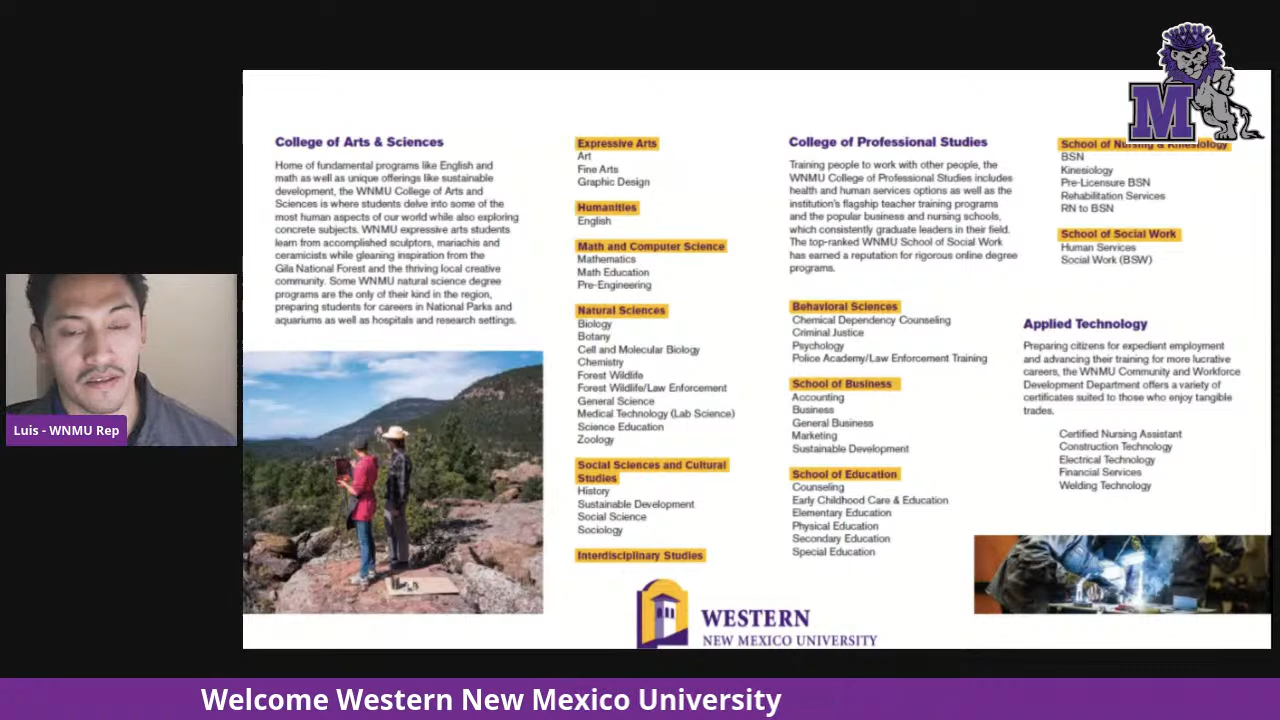 College of Arts & Sciences
Home of fundamental programs like English and
math as well as unique offerings like sustainable
development, the WNMU College of Arts and
Sciences is where students delve into some of the
most human aspects of our world while also exploring
concrete subjects. WNMU expressive arts students
learn from accomplished sculptors, mariachis and
ceramicists while gleaning inspiration from the
Gila National Forest and the thriving local creative
community. Some WNMU natural science degree
programs are the only of their kind in the region,
preparing students for careers in National Parks and
aquariums as well as hospitals and research settings.
Expressive Arts
Art
Fine Arts
Graphic Design
Humanities
English
Math and Computer Science
Mathematics
Math Education
Pre-Engineering
Natural Sciences
Biology
Botany
Cell and Molecular Biology
Chemistry
Forest Wildlife
Forest Wildlife/Law Enforcement
General Science
Medical Technology (Lab Science)
Science Education
Zoology
Social Sciences and Cultural
Studies
History
Sustainable Development
Social Science
Sociology
Interdisciplinary Studies
College of Professional Studies
Training people to work with other people, the
WNMU College of Professional Studies includes
health and human services options as well as the
institution's flagship teacher training programs
and the popular business and nursing schools,
which consistently graduate leaders in their field.
The top-ranked WNMU School of Social Work
has earned a reputation for rigorous online degree
programs.
Behavioral Sciences
Chemical Dependency Counseling
Criminal Justice
Psychology
Police Academy/Law Enforcement Training
School of Business
Accounting
Business
General Business
Marketing
Sustainable Development
School of Education
Counseling
Early Childhood Care & Education
Elementary Education
Physical Education
Secondary Education
Special Education
School of Nursing & Kinesiology
BSN
Kinesiology
Pre-Licensure BSN
Rehabilitation Services
RN to BSN
School of Social Work
Human Services
Social Work (BSW)
Applied Technology
Preparing citizens for expedient employment
and advancing their training for more lucrative
careers, the WNMU Community and Workforce
Development Department offers a variety of
certificates suited to those who enjoy tangible
trades.
Certified Nursing Assistant
Construction Technology
Electrical Technology
Financial Services
Welding Technology
M
Luis - WNMU Rep
WESTERN
NEW MEXICO UNIVERSITY
Welcome Western New Mexico University